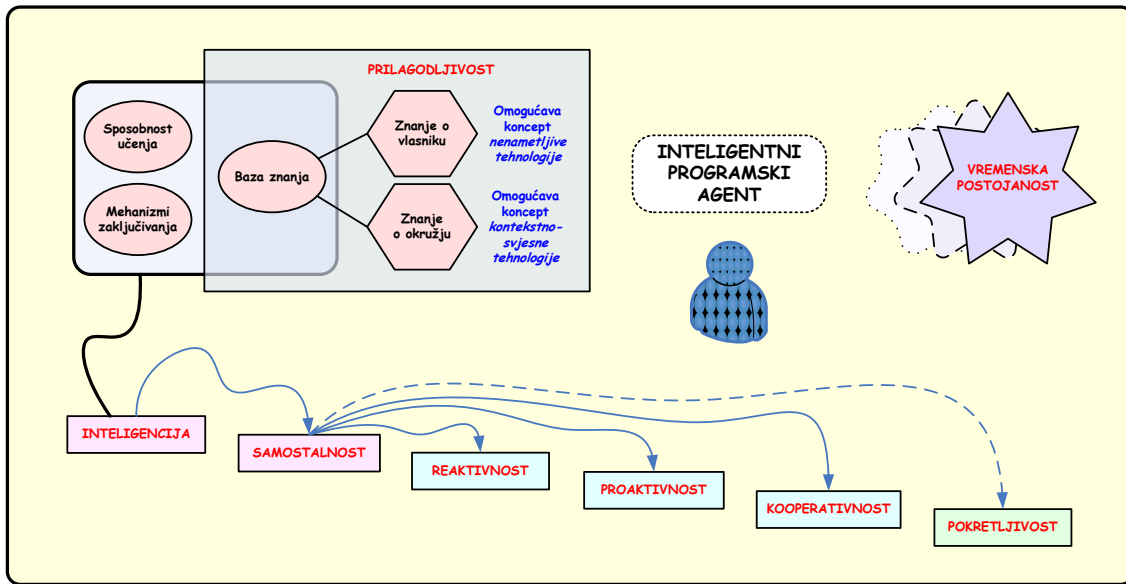 PRILAGODLJIVOST
Sposobnost
učenja
Mehanizmi
zaključivanja
Baza znanja
Znanje o
vlasniku
Znanje
o okružju
Omogućava
koncept
nenametljive
tehnologije
Omogućava
koncept
kontekstno-
svjesne
tehnologije
INTELIGENTNI
PROGRAMSKI
AGENT
VREMENSKA
POSTOJANOST
INTELIGENCIJA
SAMOSTALNOST
REAKTIVNOST
PROAKTIVNOST
KOOPERATIVNOST
POKRETLJIVOST